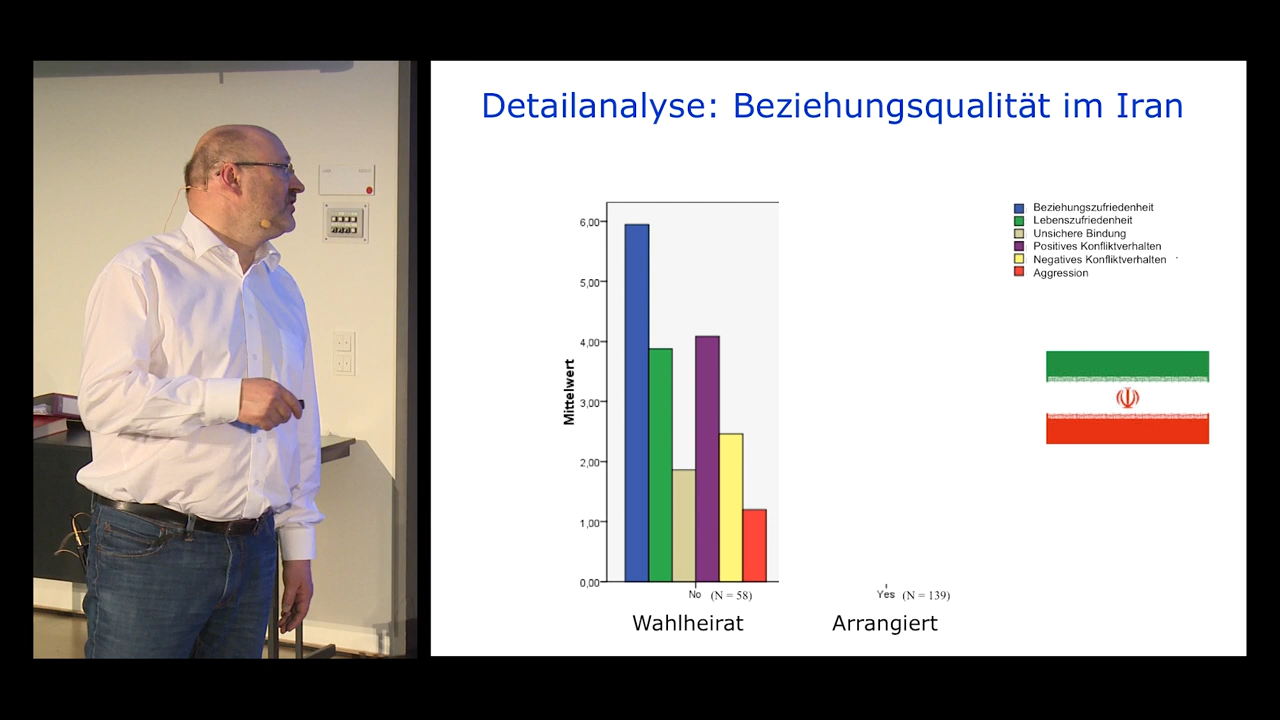 Detailanalyse: Beziehungsqualität im Iran
Beziehungszufriedenheit
Lebenszufriedenheit
Unsichere Bindung
Positives Konfliktverhalten
Negatives Konfliktverhalten
Aggression
Mittelwert
6,00
5,00
4,00
3,00
2,00
1,00
0,00
No (N = 58)
Yes (N = 139)
Wahlheirat
Arrangiert